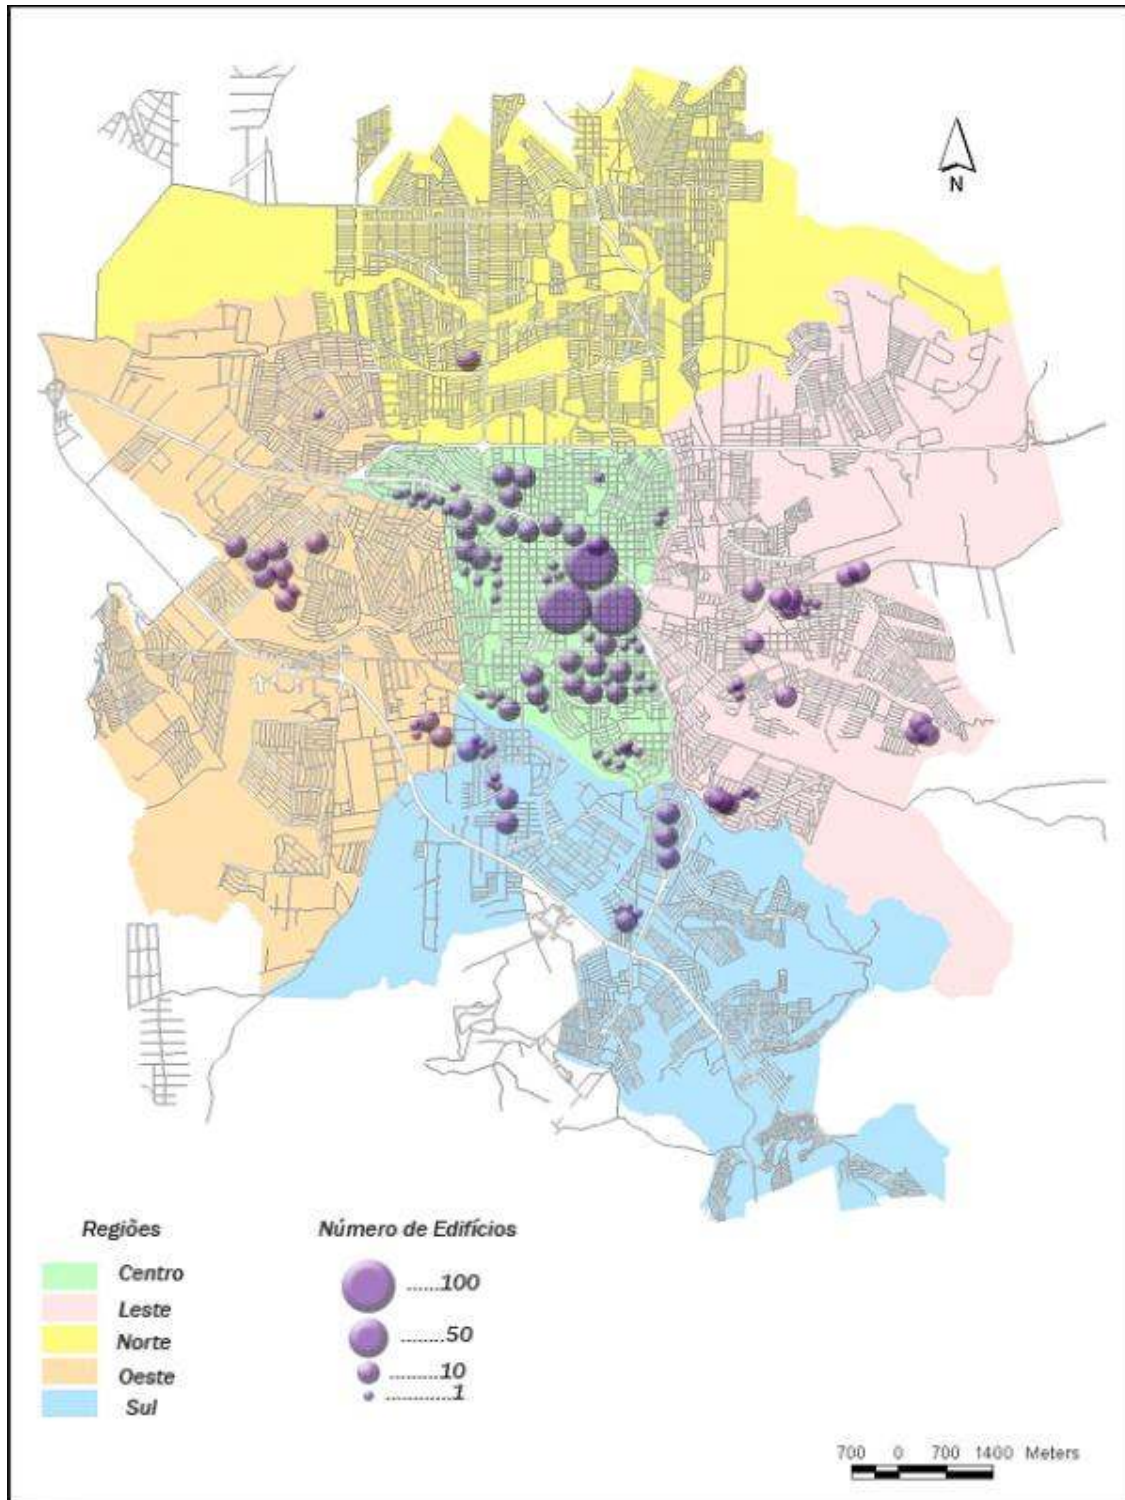 N
Regiões
Centro
Leste
Norte
Oeste
Sul
Número de Edifícios
......100
.......50
............10
............1
700 0 700 1400 Meters